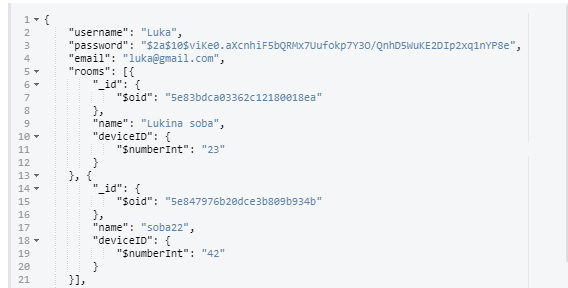 1 {
2 "username": "Luka",
3 "password": "$2a$10$viKe0.aXcnhiF5bQRMx7Uufokp7Y3O/QnhD5WuKE2DIp2xq1nYP8e",
4 "email": "luka@gmail.com",
5 "rooms": [{
6 "_id": {
7 "$oid": "5e83bdca03362c12180018ea"
8 },
9 "name": "Lukina soba",
10 "deviceID": {
11 "$numberInt": "23"
12 }
13 }, {
14 "_id": {
15 "$oid": "5e847976b20dce3b809b934b"
16 },
17 "name": "soba22",
18 "deviceID": {
19 "$numberInt": "42"
20 }
21 }],